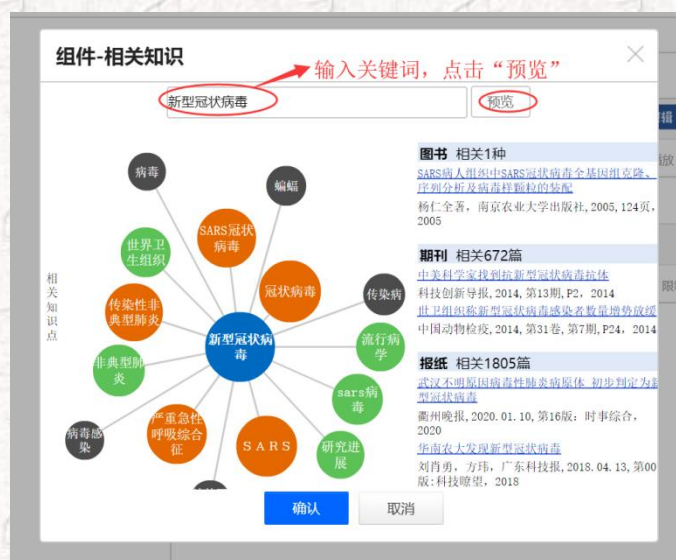 组件-相关知识
输入关键词，点击“预览”
新型冠状病毒
预览
病毒
蝙蝠
SARS冠状
病毒
世界卫
生组织
冠状病毒
传染病
传染性非
典型肺炎
新型冠状病
毒
流行病
学
非典型肺
炎
sars病
毒
严重急性
呼吸综合
征
病毒感
染
SARS
研究进
展
相
关
知
识
点
图书 相关1种
SARS病人组织中SARS冠状病毒全基因组克隆、
序列分析及病毒样颗粒的装配
杨仁全著, 南京农业大学出版社, 2005, 124页,
2005
期刊 相关672篇
中美科学家找到抗新型冠状病毒抗体
科技创新导报, 2014, 第13期, P2, 2014
世卫组织称新型冠状病毒感染者数量增势放缓
中国动物检疫, 2014, 第31卷, 第7期, P24, 2014
报纸 相关1805篇
武汉不明原因病毒性肺炎病原体 初步判定为新
型冠状病毒
衢州晚报, 2020.01.10, 第16版: 时事综合,
2020
华南农大发现新型冠状病毒
刘肖勇, 方玮, 广东科技报, 2018.04.13, 第00
版:科技瞭望, 2018
确认
取消
辑
放
限